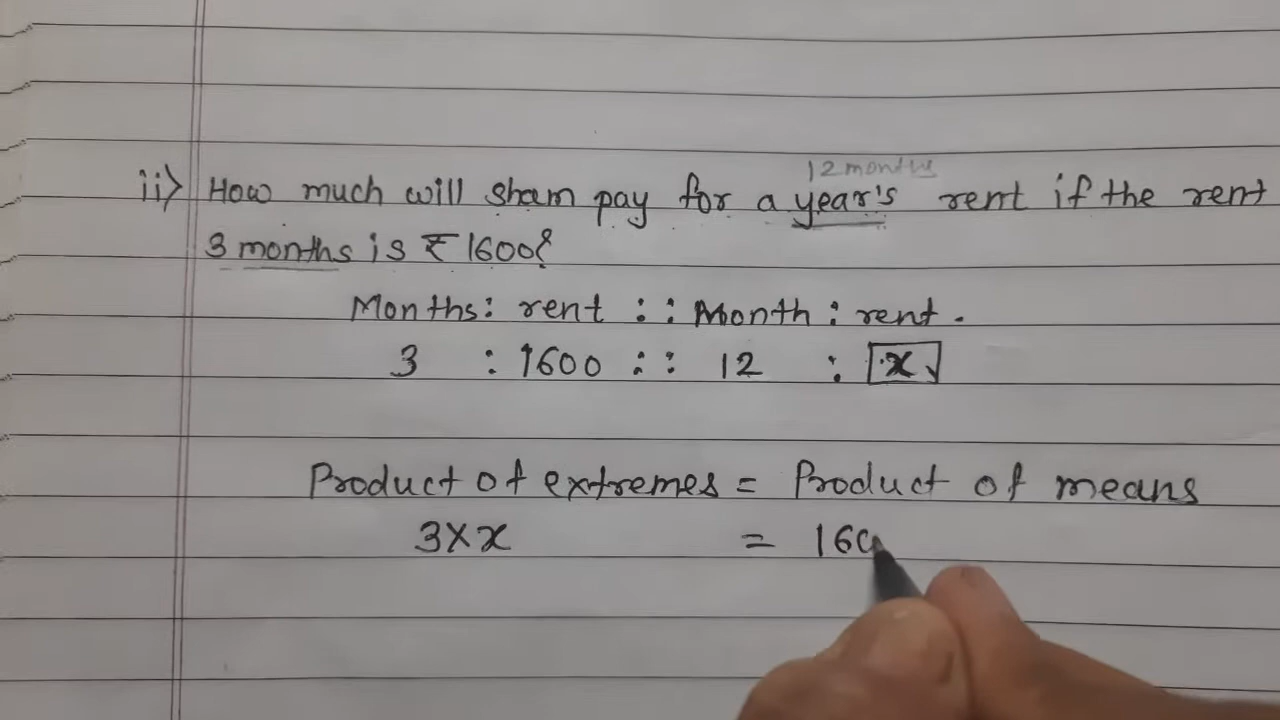 12 months
ii) How much will sham pay for a year's rent if the rent
3 months is ₹ 1600?
Months : rent :: Month : rent.
3 : 1600 :: 12 : x
Product of extremes = Product of means
3 × x = 160